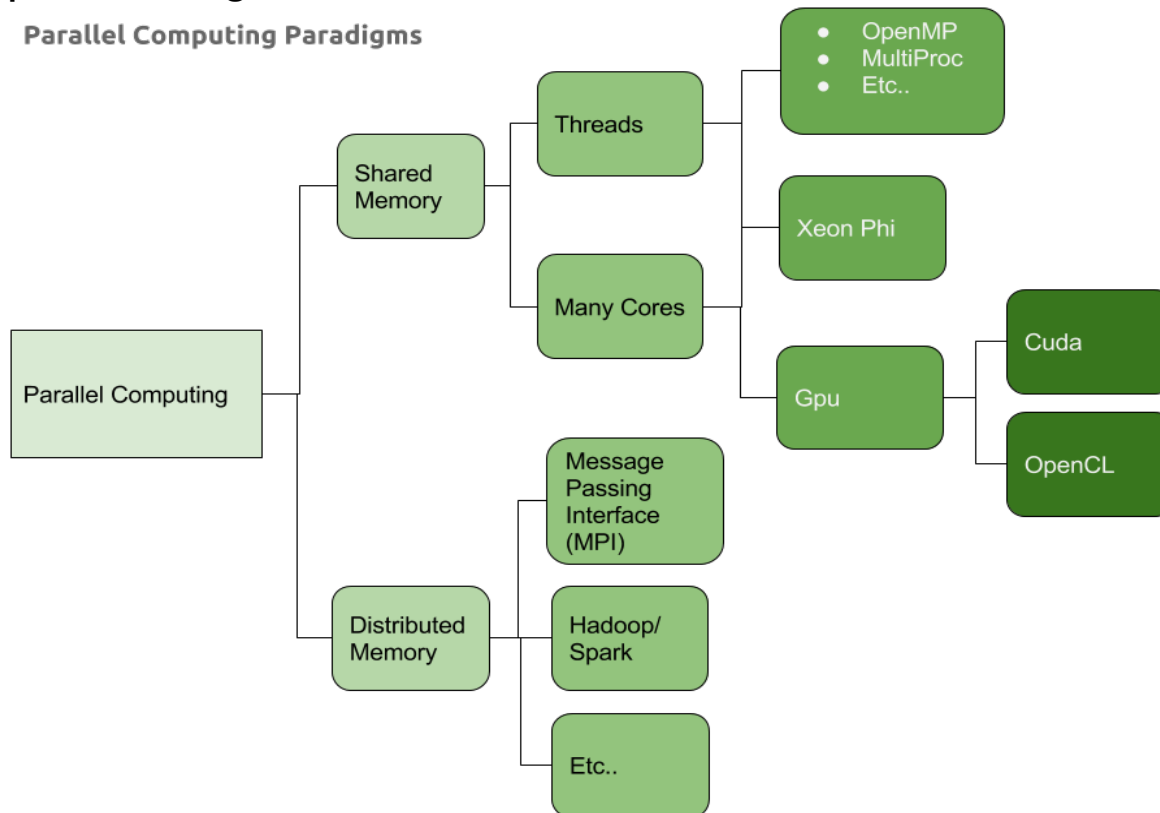 Parallel Computing Paradigms
● OpenMP
● MultiProc
● Etc..
Threads
Shared
Memory
Xeon Phi
Many Cores
Cuda
Parallel Computing
Gpu
OpenCL
Message
Passing
Interface
(MPI)
Distributed
Memory
Hadoop/
Spark
Etc..